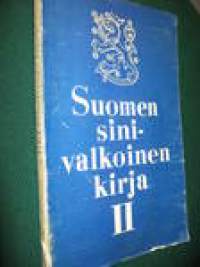 Suomen
sini-
valkoinen
kirja
II